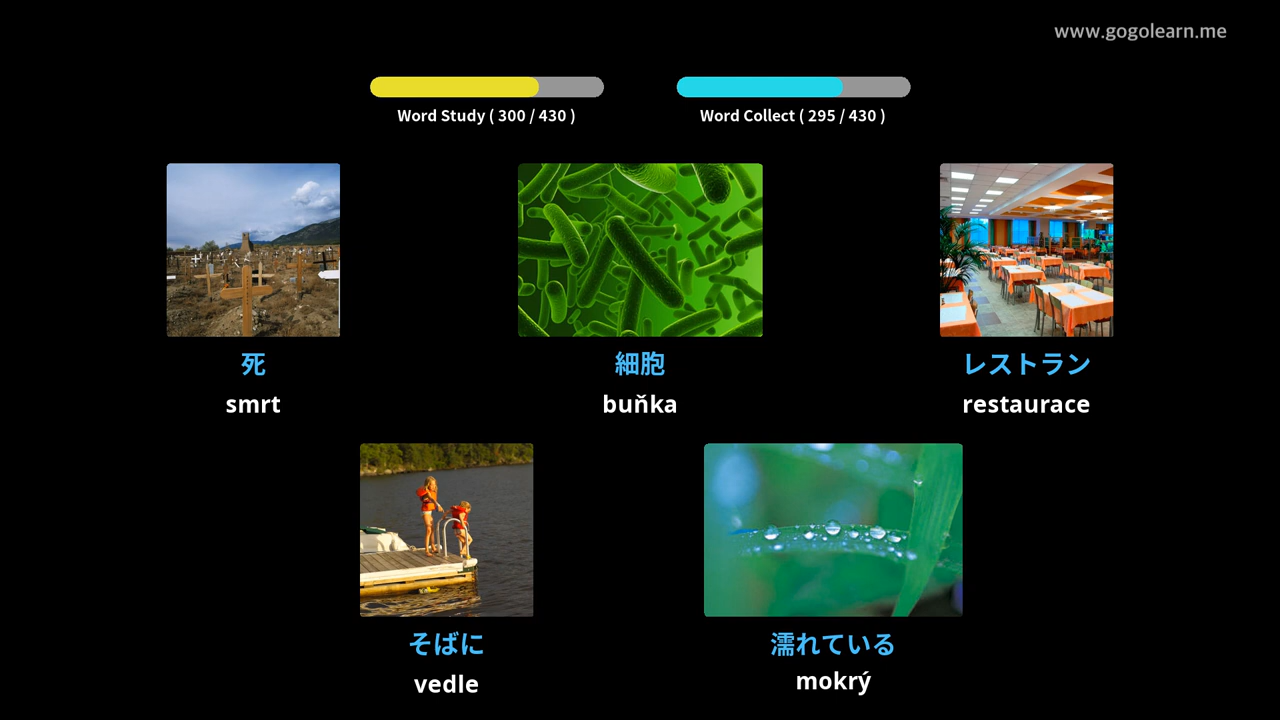 www.gogolearn.me
Word Study ( 300 / 430 )
Word Collect ( 295 / 430 )
死
smrt
細胞
buňka
レストラン
restaurace
そばに
vedle
濡れている
mokrý